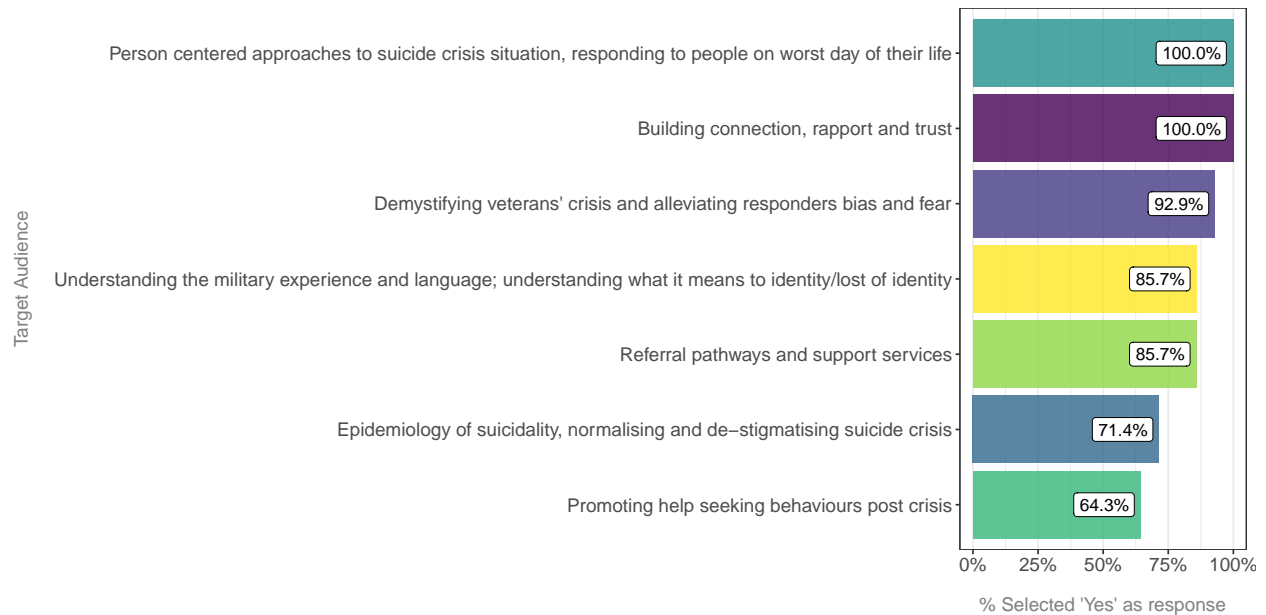 Person centered approaches to suicide crisis situation, responding to people on worst day of their life
100.0%
Building connection, rapport and trust
100.0%
Demystifying veterans' crisis and alleviating responders bias and fear
92.9%
Understanding the military experience and language; understanding what it means to identity/lost of identity
85.7%
Referral pathways and support services
85.7%
Epidemiology of suicidality, normalising and de−stigmatising suicide crisis
71.4%
Promoting help seeking behaviours post crisis
64.3%
Target Audience
0% 25% 50% 75% 100%
% Selected 'Yes' as response